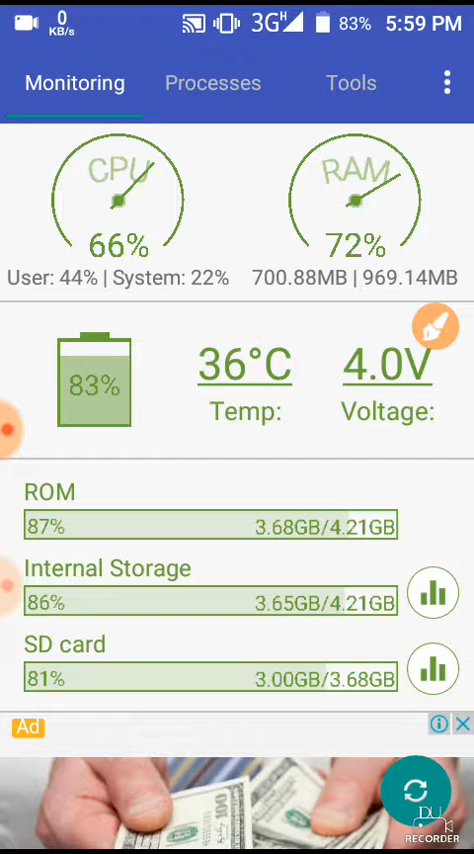 0 KB/s 3G H 83% 5:59 PM
Monitoring Processes Tools
CPU RAM
66% 72%
User: 44% | System: 22% 700.88MB | 969.14MB
83% 36°C 4.0V
Temp: Voltage:
ROM
87% 3.68GB/4.21GB
Internal Storage
86% 3.65GB/4.21GB
SD card
81% 3.00GB/3.68GB
Ad
100
DU
RECORDER